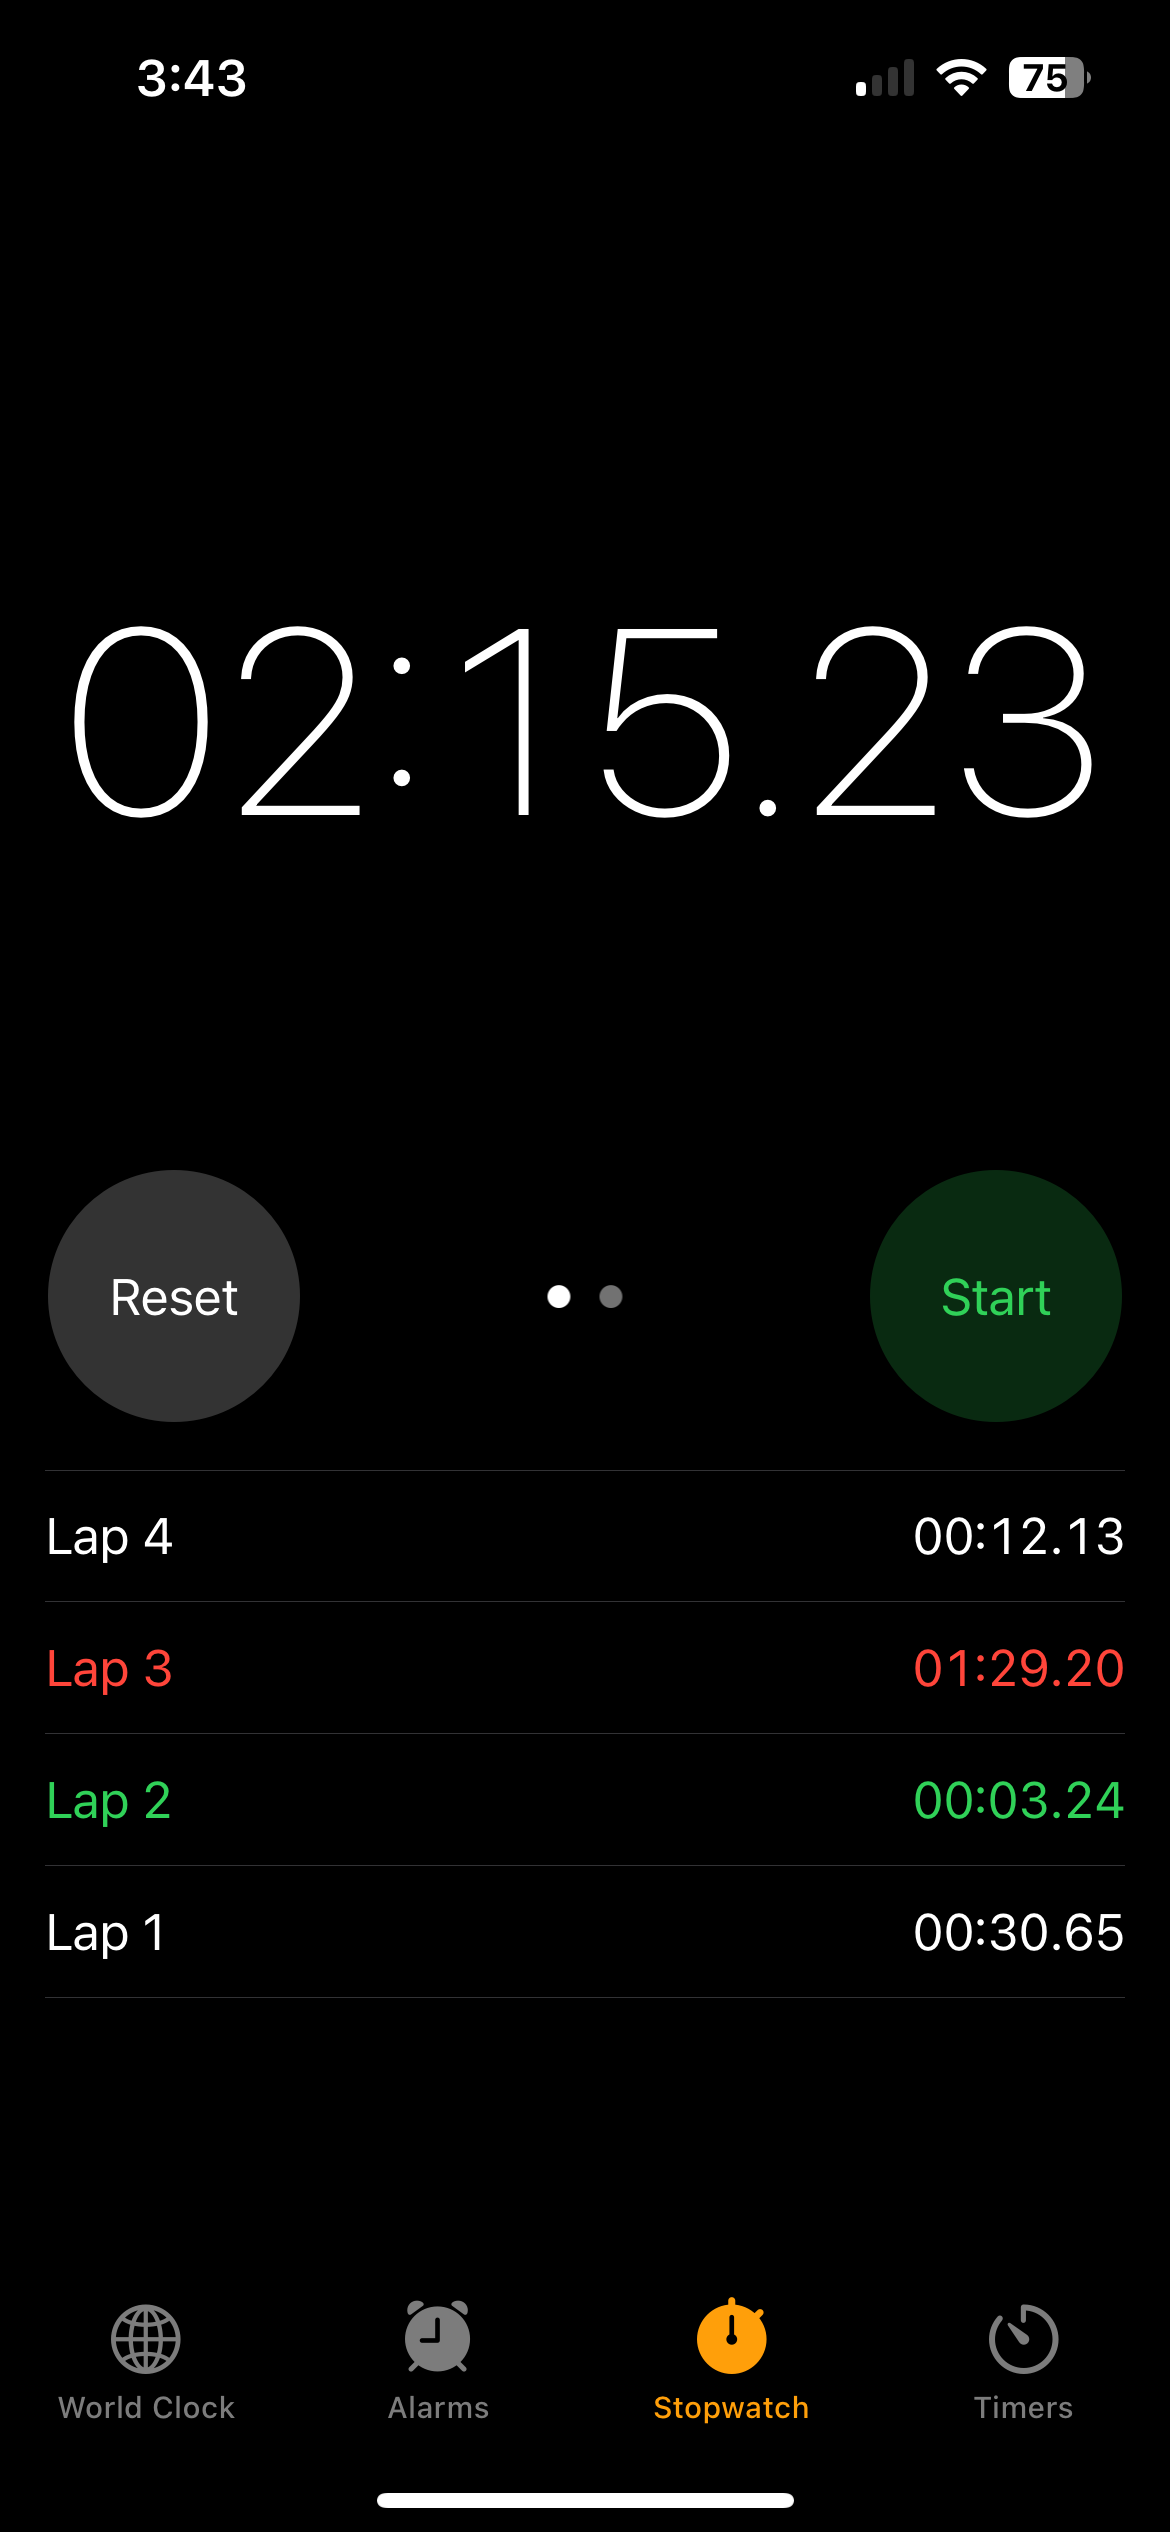 3:43
75
02:15.23
Reset
Start
Lap 4 00:12.13
Lap 3 01:29.20
Lap 2 00:03.24
Lap 1 00:30.65
World Clock Alarms Stopwatch Timers